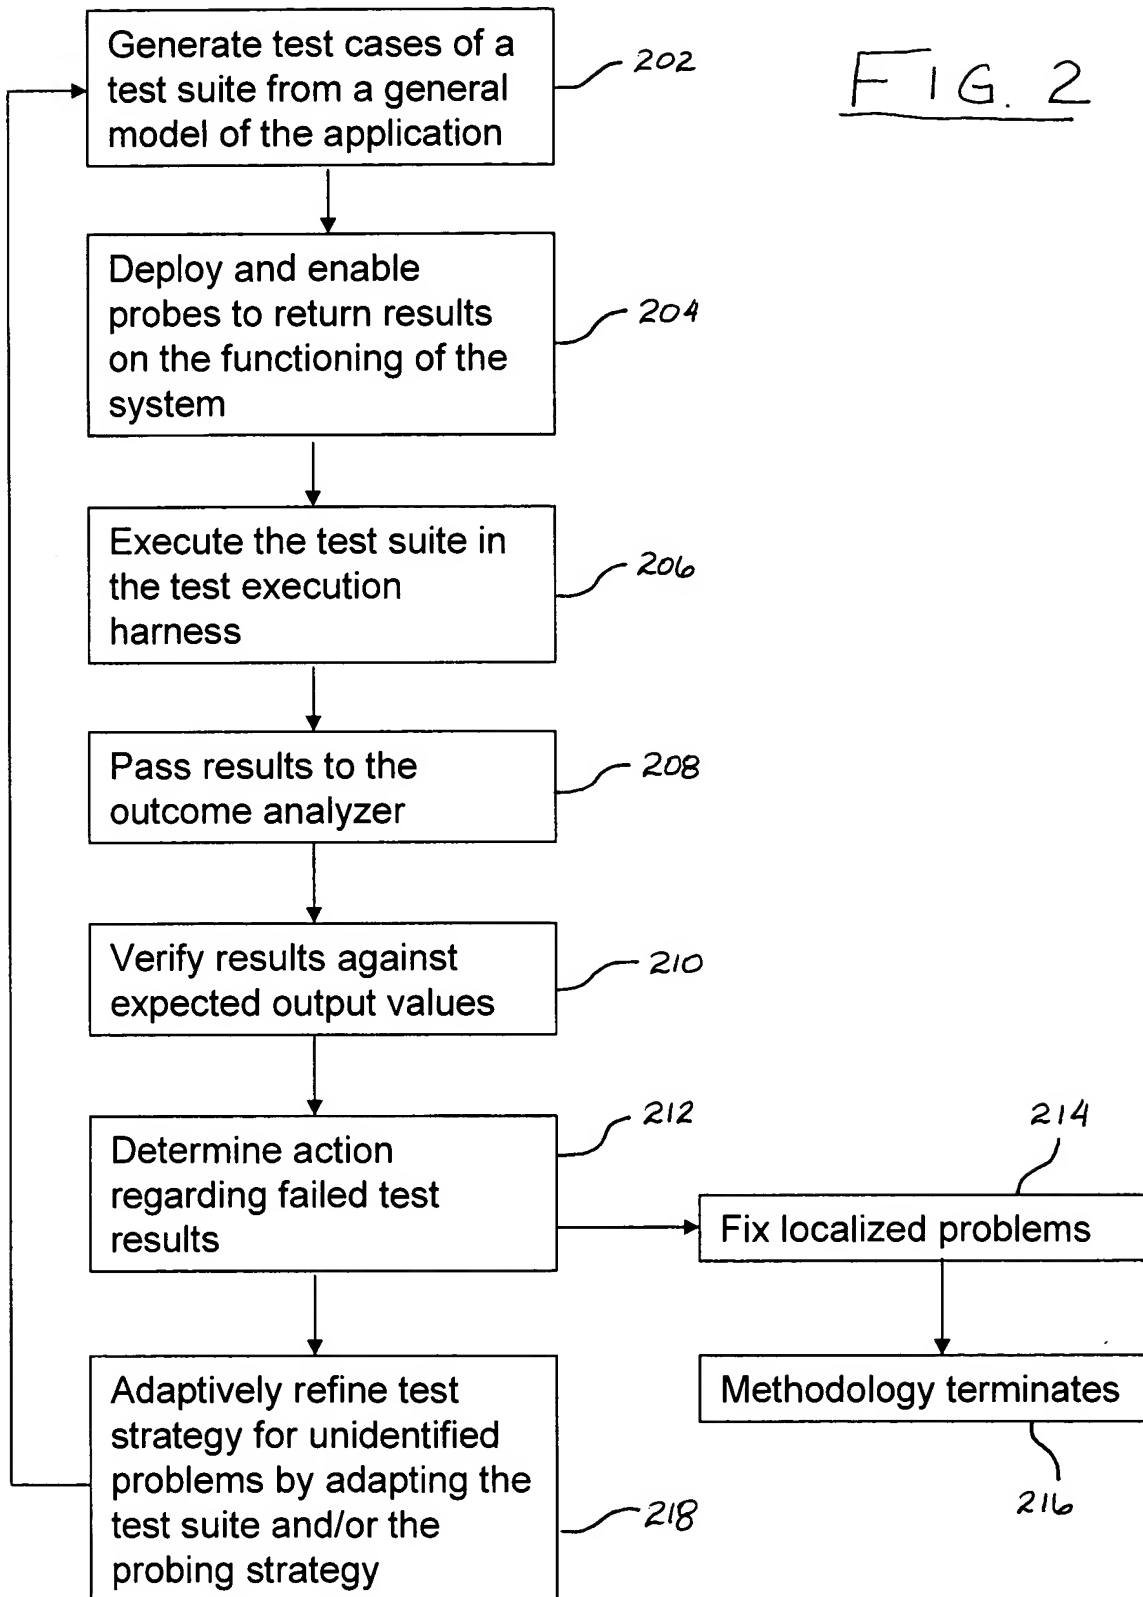 Generate test cases of a
test suite from a general
model of the application
202
FIG. 2
Deploy and enable
probes to return results
on the functioning of the
system
204
Execute the test suite in
the test execution
harness
206
Pass results to the
outcome analyzer
208
Verify results against
expected output values
210
Determine action
regarding failed test
results
212
214
Fix localized problems
Methodology terminates
216
Adaptively refine test
strategy for unidentified
problems by adapting the
test suite and/or the
probing strategy
218